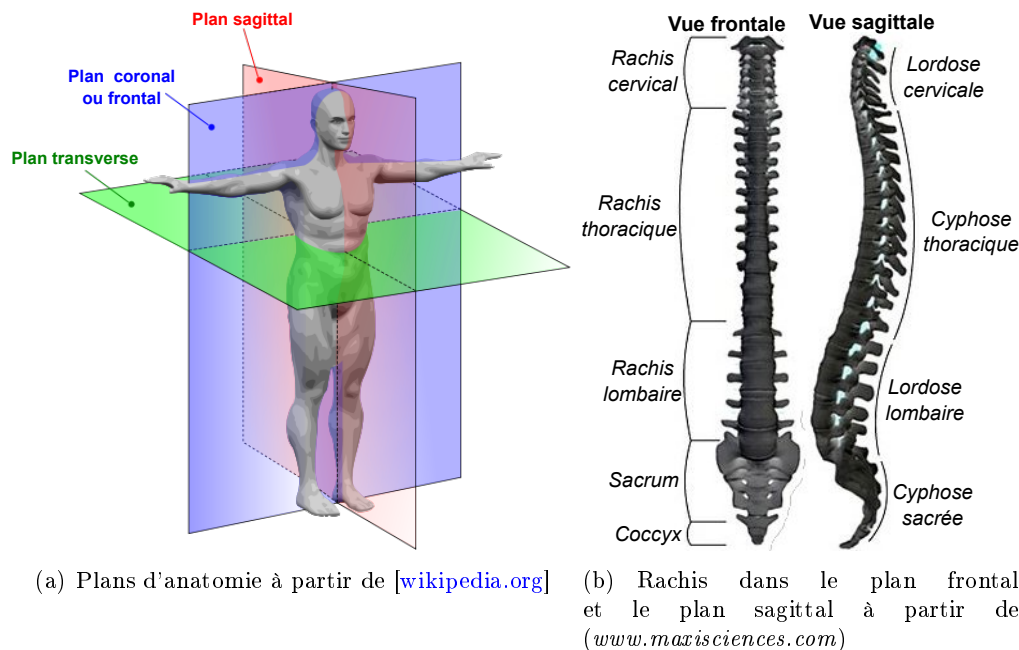 Plan sagittal
Plan coronal
ou frontal
Plan transverse
Vue frontale
Vue sagittale
Rachis
cervical
Rachis
thoracique
Rachis
lombaire
Sacrum
Coccyx
Lordose
cervicale
Cyphose
thoracique
Lordose
lombaire
Cyphose
sacrée
(a) Plans d'anatomie à partir de [wikipedia.org]
(b) Rachis dans le plan frontal
et le plan sagittal à partir de
(www.maxisciences.com)